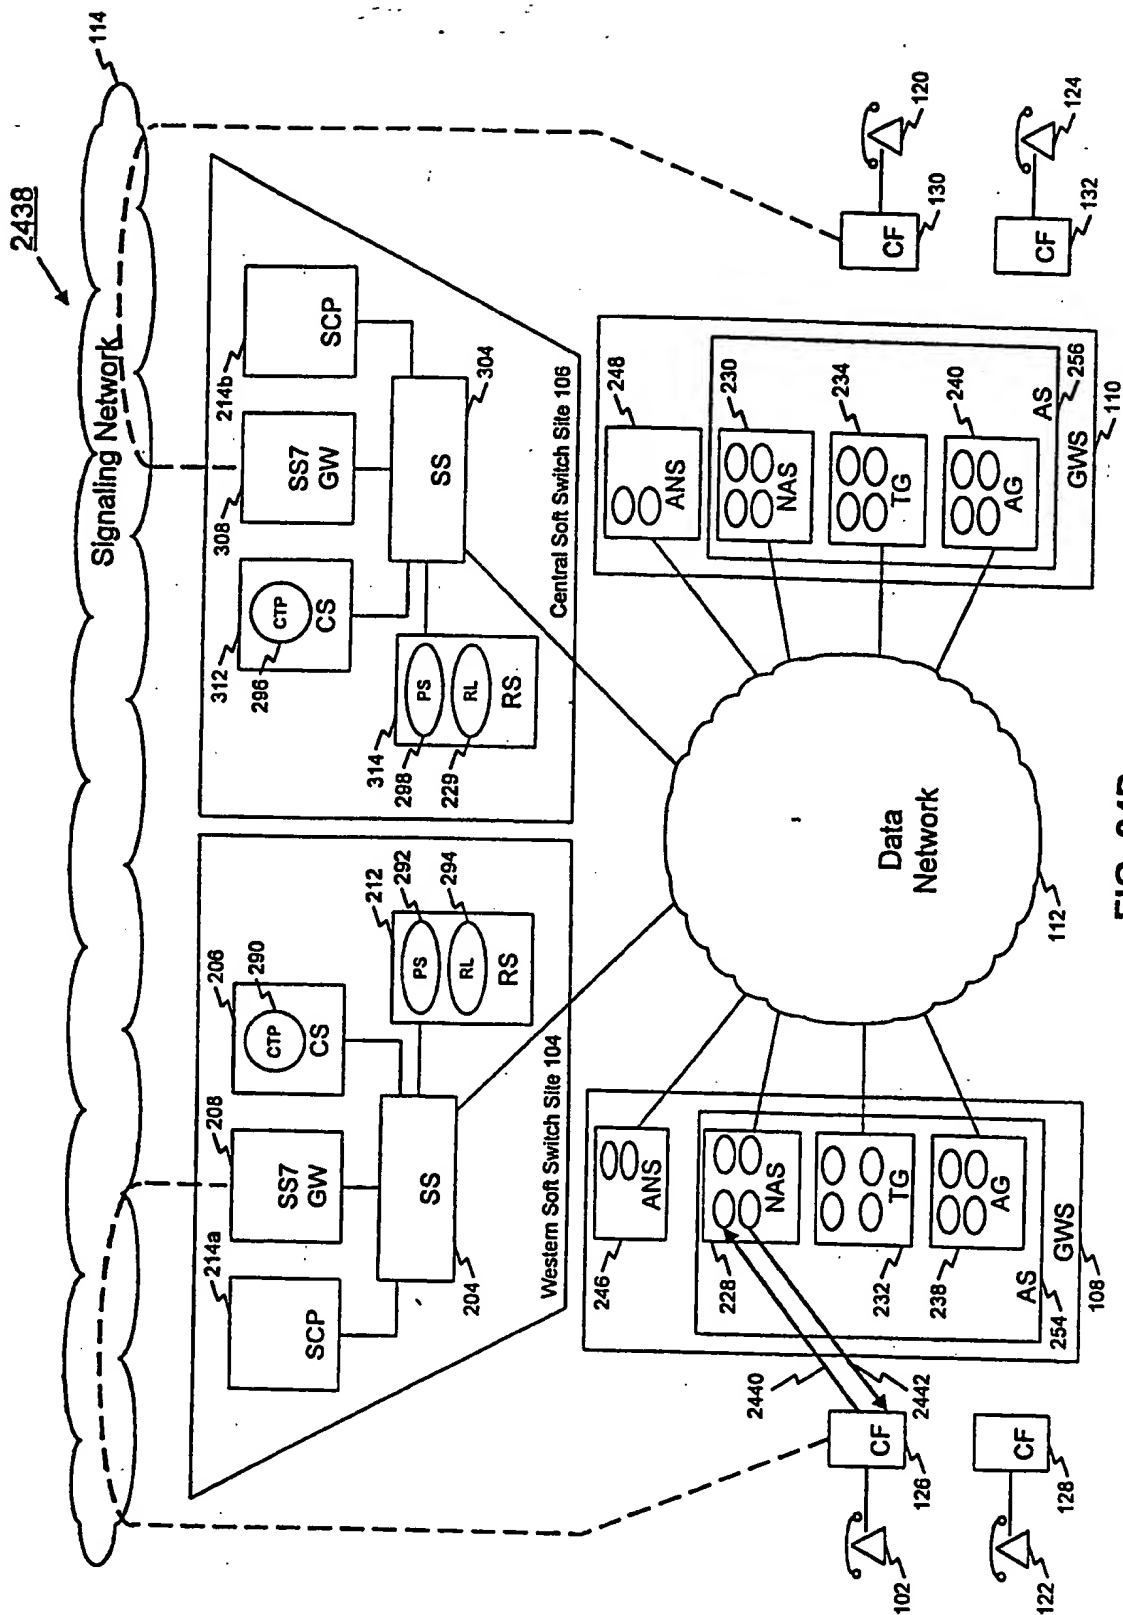 2438
114
Signaling Network
214a
SCP
208
SS7
GW
206
290
CTP
CS
212
292
294
PS
RL
RS
SS
204
Western Soft Switch Site 104
312
296
CTP
CS
308
SS7
GW
214b
SCP
314
298
229
PS
RL
RS
SS
304
Central Soft Switch Site 106
246
ANS
228
NAS
232
TG
238
AG
AS
254
GWS
108
2440
2442
CF
126
102
CF
128
122
Data
Network
112
248
ANS
230
NAS
234
TG
240
AG
AS
256
GWS
110
CF
130
120
CF
132
124